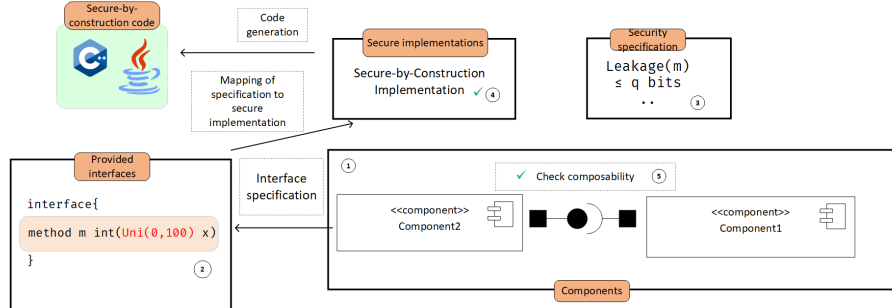 Secure-by-
construction code
C++
Java
Code
generation
Secure implementations
Secure-by-Construction
Implementation
4
Security
specification
Leakage(m)
≤ q bits
..
3
Mapping of
specification to
secure
implementation
Provided
interfaces
interface{
method m int(Uni(0,100) x)
}
2
Interface
specification
1
Check composability
5
<<component>>
Component2
<<component>>
Component1
Components